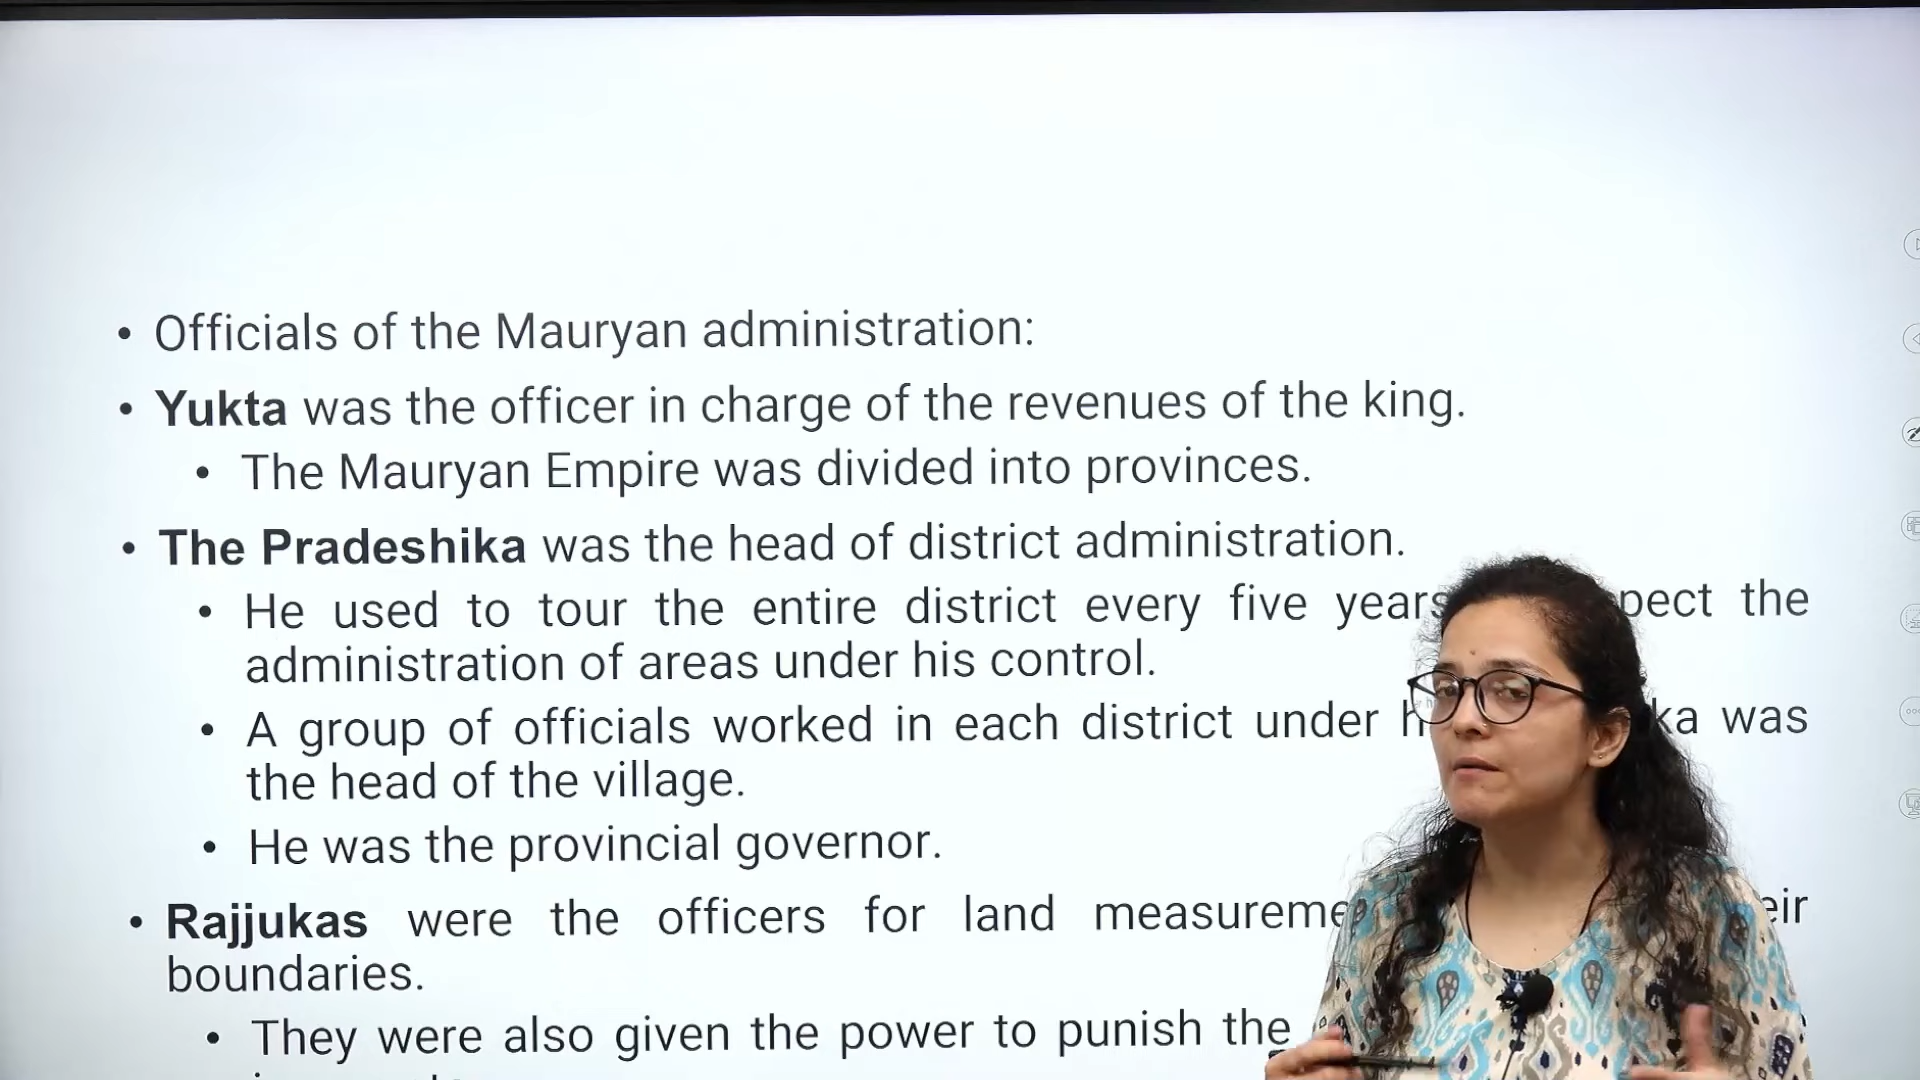 • Officials of the Mauryan administration:
• Yukta was the officer in charge of the revenues of the king.
• The Mauryan Empire was divided into provinces.
• The Pradeshika was the head of district administration.
• He used to tour the entire district every five years the
administration of areas under his control.
• A group of officials worked in each district under was
the head of the village.
• He was the provincial governor.
• Rajjukas were the officers for land
boundaries.
• They were also given the power to punish the